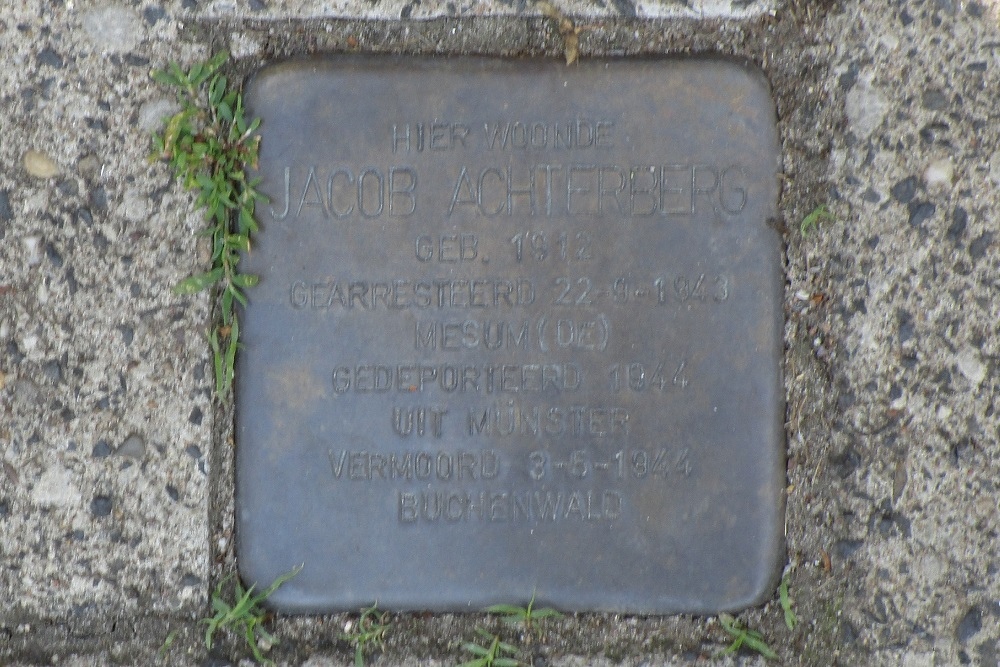 HIER WOONDE
JACOB ACHTERBERG
GEB. 1912
GEARRESTEERD 22-9-1943
MESUM (DZ)
GEDEPORTEERD 1944
UIT MÜNSTER
VERMOORD 3-5-1944
BUCHENWALD